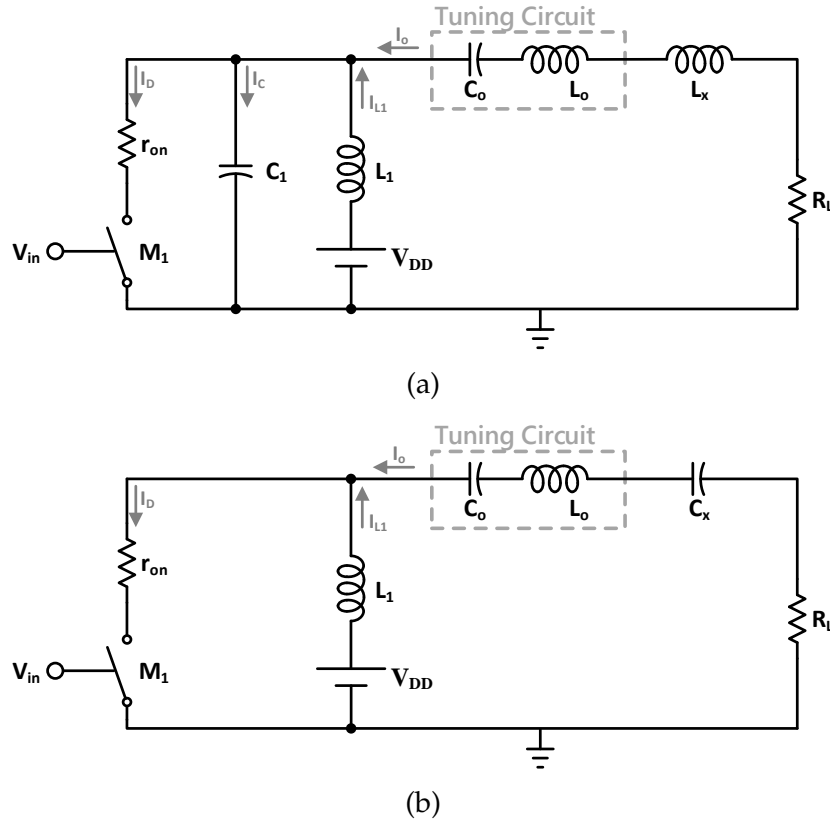 Tuning Circuit
I_o
C_o
L_o
L_x
I_D
I_C
I_L1
r_on
C_1
L_1
R_L
V_in
M_1
V_DD
(a)
Tuning Circuit
I_o
C_o
L_o
C_x
I_D
I_L1
r_on
L_1
R_L
V_in
M_1
V_DD
(b)